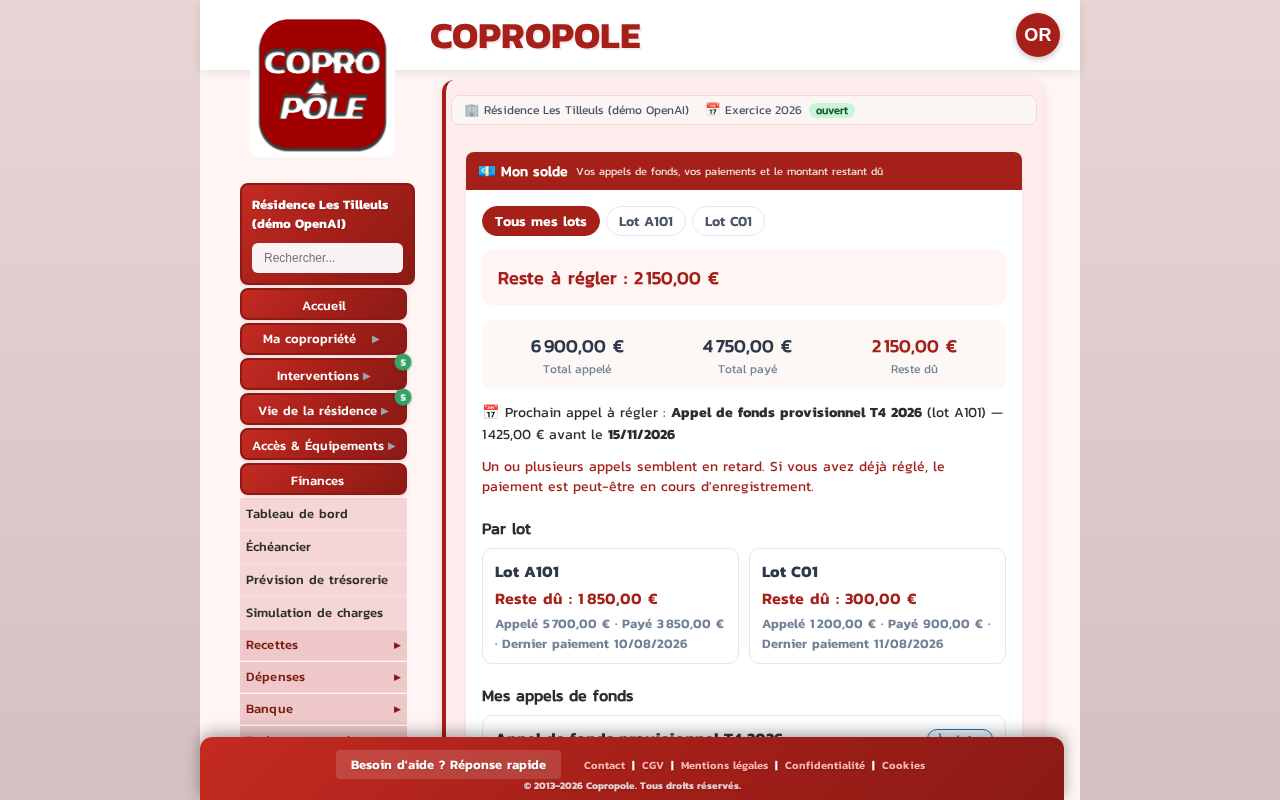 COPROPOLE
OR
COPRO
PÔLE
🏢 Résidence Les Tilleuls (démo OpenAI) 📅 Exercice 2026 ouvert
Résidence Les Tilleuls
(démo OpenAI)
Rechercher...
Accueil
Ma copropriété ▶
Interventions ▶ 5
Vie de la résidence ▶ 5
Accès & Équipements ▶
Finances
Tableau de bord
Échéancier
Prévision de trésorerie
Simulation de charges
Recettes ▶
Dépenses ▶
Banque ▶
💶 Mon solde Vos appels de fonds, vos paiements et le montant restant dû
Tous mes lots Lot A101 Lot C01
Reste à régler : 2 150,00 €
6 900,00 € 4 750,00 € 2 150,00 €
Total appelé Total payé Reste dû
📅 Prochain appel à régler : Appel de fonds provisionnel T4 2026 (lot A101) —
1 425,00 € avant le 15/11/2026
Un ou plusieurs appels semblent en retard. Si vous avez déjà réglé, le
paiement est peut-être en cours d'enregistrement.
Par lot
Lot A101
Reste dû : 1 850,00 €
Appelé 5 700,00 € · Payé 3 850,00 €
· Dernier paiement 10/08/2026
Lot C01
Reste dû : 300,00 €
Appelé 1 200,00 € · Payé 900,00 € ·
Dernier paiement 11/08/2026
Mes appels de fonds
Appel de fonds provisionnel T4 2026
Besoin d'aide ? Réponse rapide
Contact | CGV | Mentions légales | Confidentialité | Cookies
© 2013–2026 Copropole. Tous droits réservés.